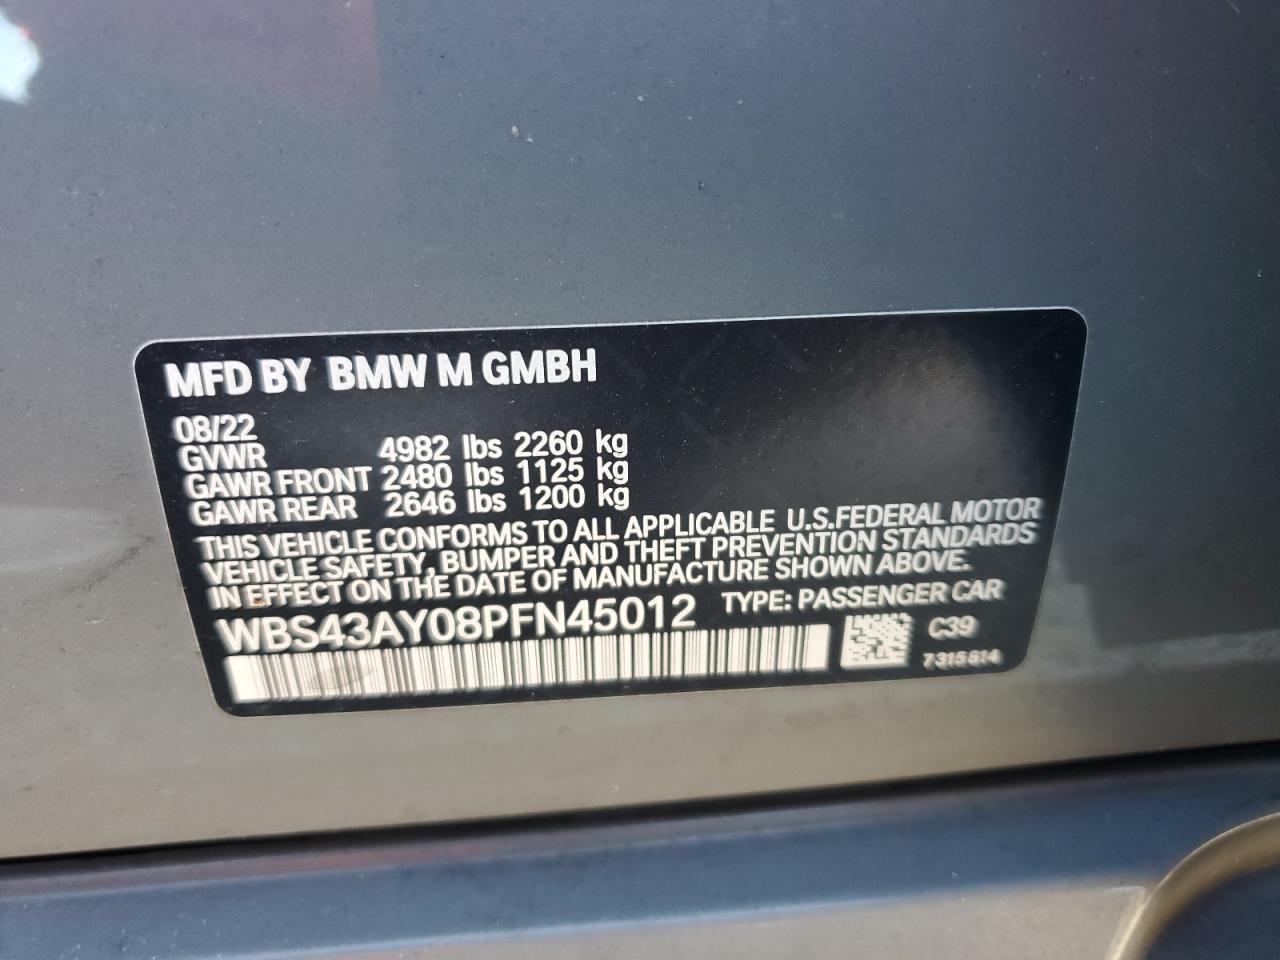 MFD BY BMW M GMBH
08/22
GVWR 4982 lbs 2260 kg
GAWR FRONT 2480 lbs 1125 kg
GAWR REAR 2646 lbs 1200 kg
THIS VEHICLE CONFORMS TO ALL APPLICABLE U.S.FEDERAL MOTOR
VEHICLE SAFETY, BUMPER AND THEFT PREVENTION STANDARDS
IN EFFECT ON THE DATE OF MANUFACTURE SHOWN ABOVE.
WBS43AY08PFN45012 TYPE: PASSENGER CAR
C39
7315814